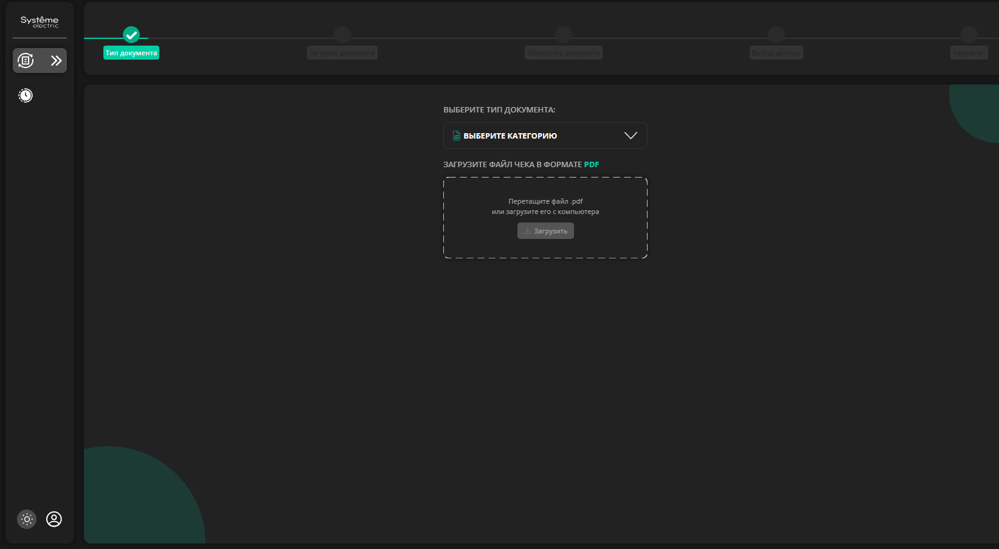 Système
electric
Тип документа
Загрузка документа
Обработка документа
Выбор данных
Результат
ВЫБЕРИТЕ ТИП ДОКУМЕНТА:
ВЫБЕРИТЕ КАТЕГОРИЮ
ЗАГРУЗИТЕ ФАЙЛ ЧЕКА В ФОРМАТЕ PDF
Перетащите файл .pdf
или загрузите его с компьютера
Загрузить